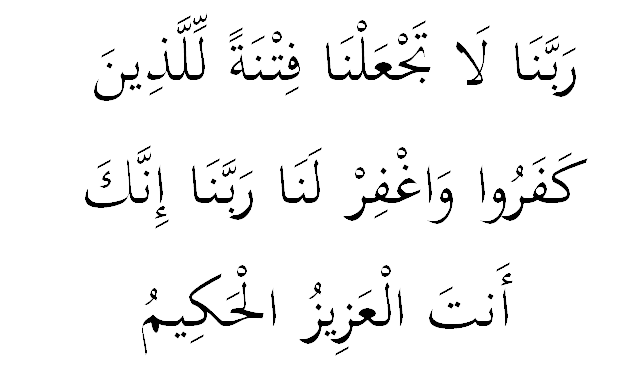 رَبَّنَا لَا تَجْعَلْنَا فِتْنَةً لِّلَّذِينَ
كَفَرُوا وَاغْفِرْ لَنَا رَبَّنَا إِنَّكَ
أَنتَ الْعَزِيزُ الْحَكِيمُ